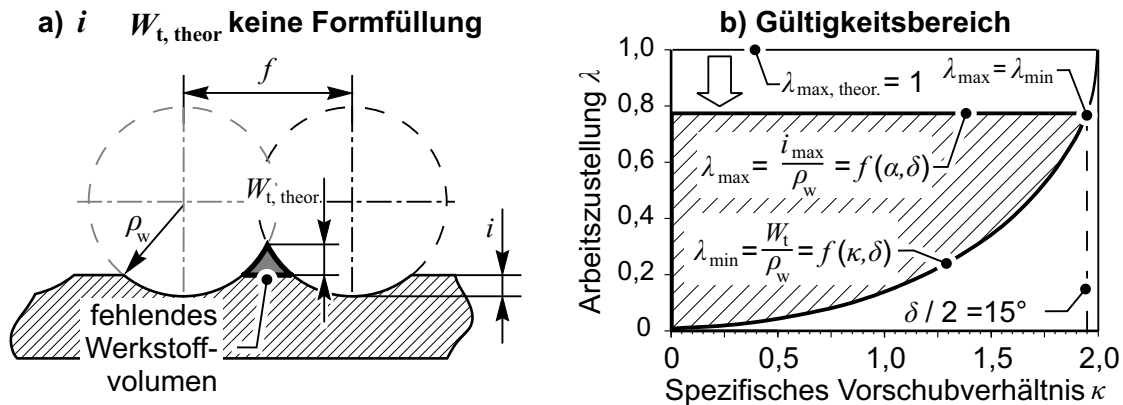 a) i W_t, theor keine Formfüllung
f
W_t, theor.
ρ_w
i
fehlendes
Werkstoff-
volumen
b) Gültigkeitsbereich
Arbeitszustellung λ
1,0
0,8
0,6
0,4
0,2
0
λ_max, theor. = 1
λ_max = λ_min
λ_max = i_max / ρ_w = f(α,δ)
λ_min = W_t / ρ_w = f(κ,δ)
δ / 2 = 15°
0 0,5 1,0 1,5 2,0
Spezifisches Vorschubverhältnis κ